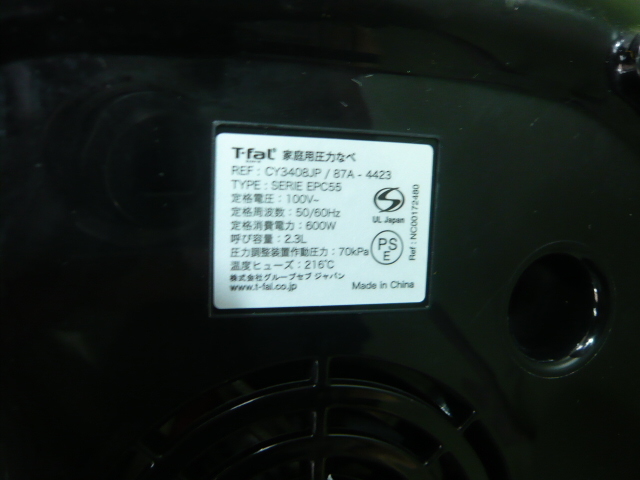 T-fal 家庭用圧力なべ
REF : CY3408JP / 87A - 4423
TYPE : SERIE EPC55
定格電圧 : 100V~
定格周波数 : 50/60Hz
定格消費電力 : 600W
呼び容量 : 2.3L
圧力調整装置作動圧力 : 70kPa
温度ヒューズ : 216℃
株式会社グループセブ ジャパン
www.t-fal.co.jp
S
UL Japan
PS
E
Made in China
Ref : NC00172480